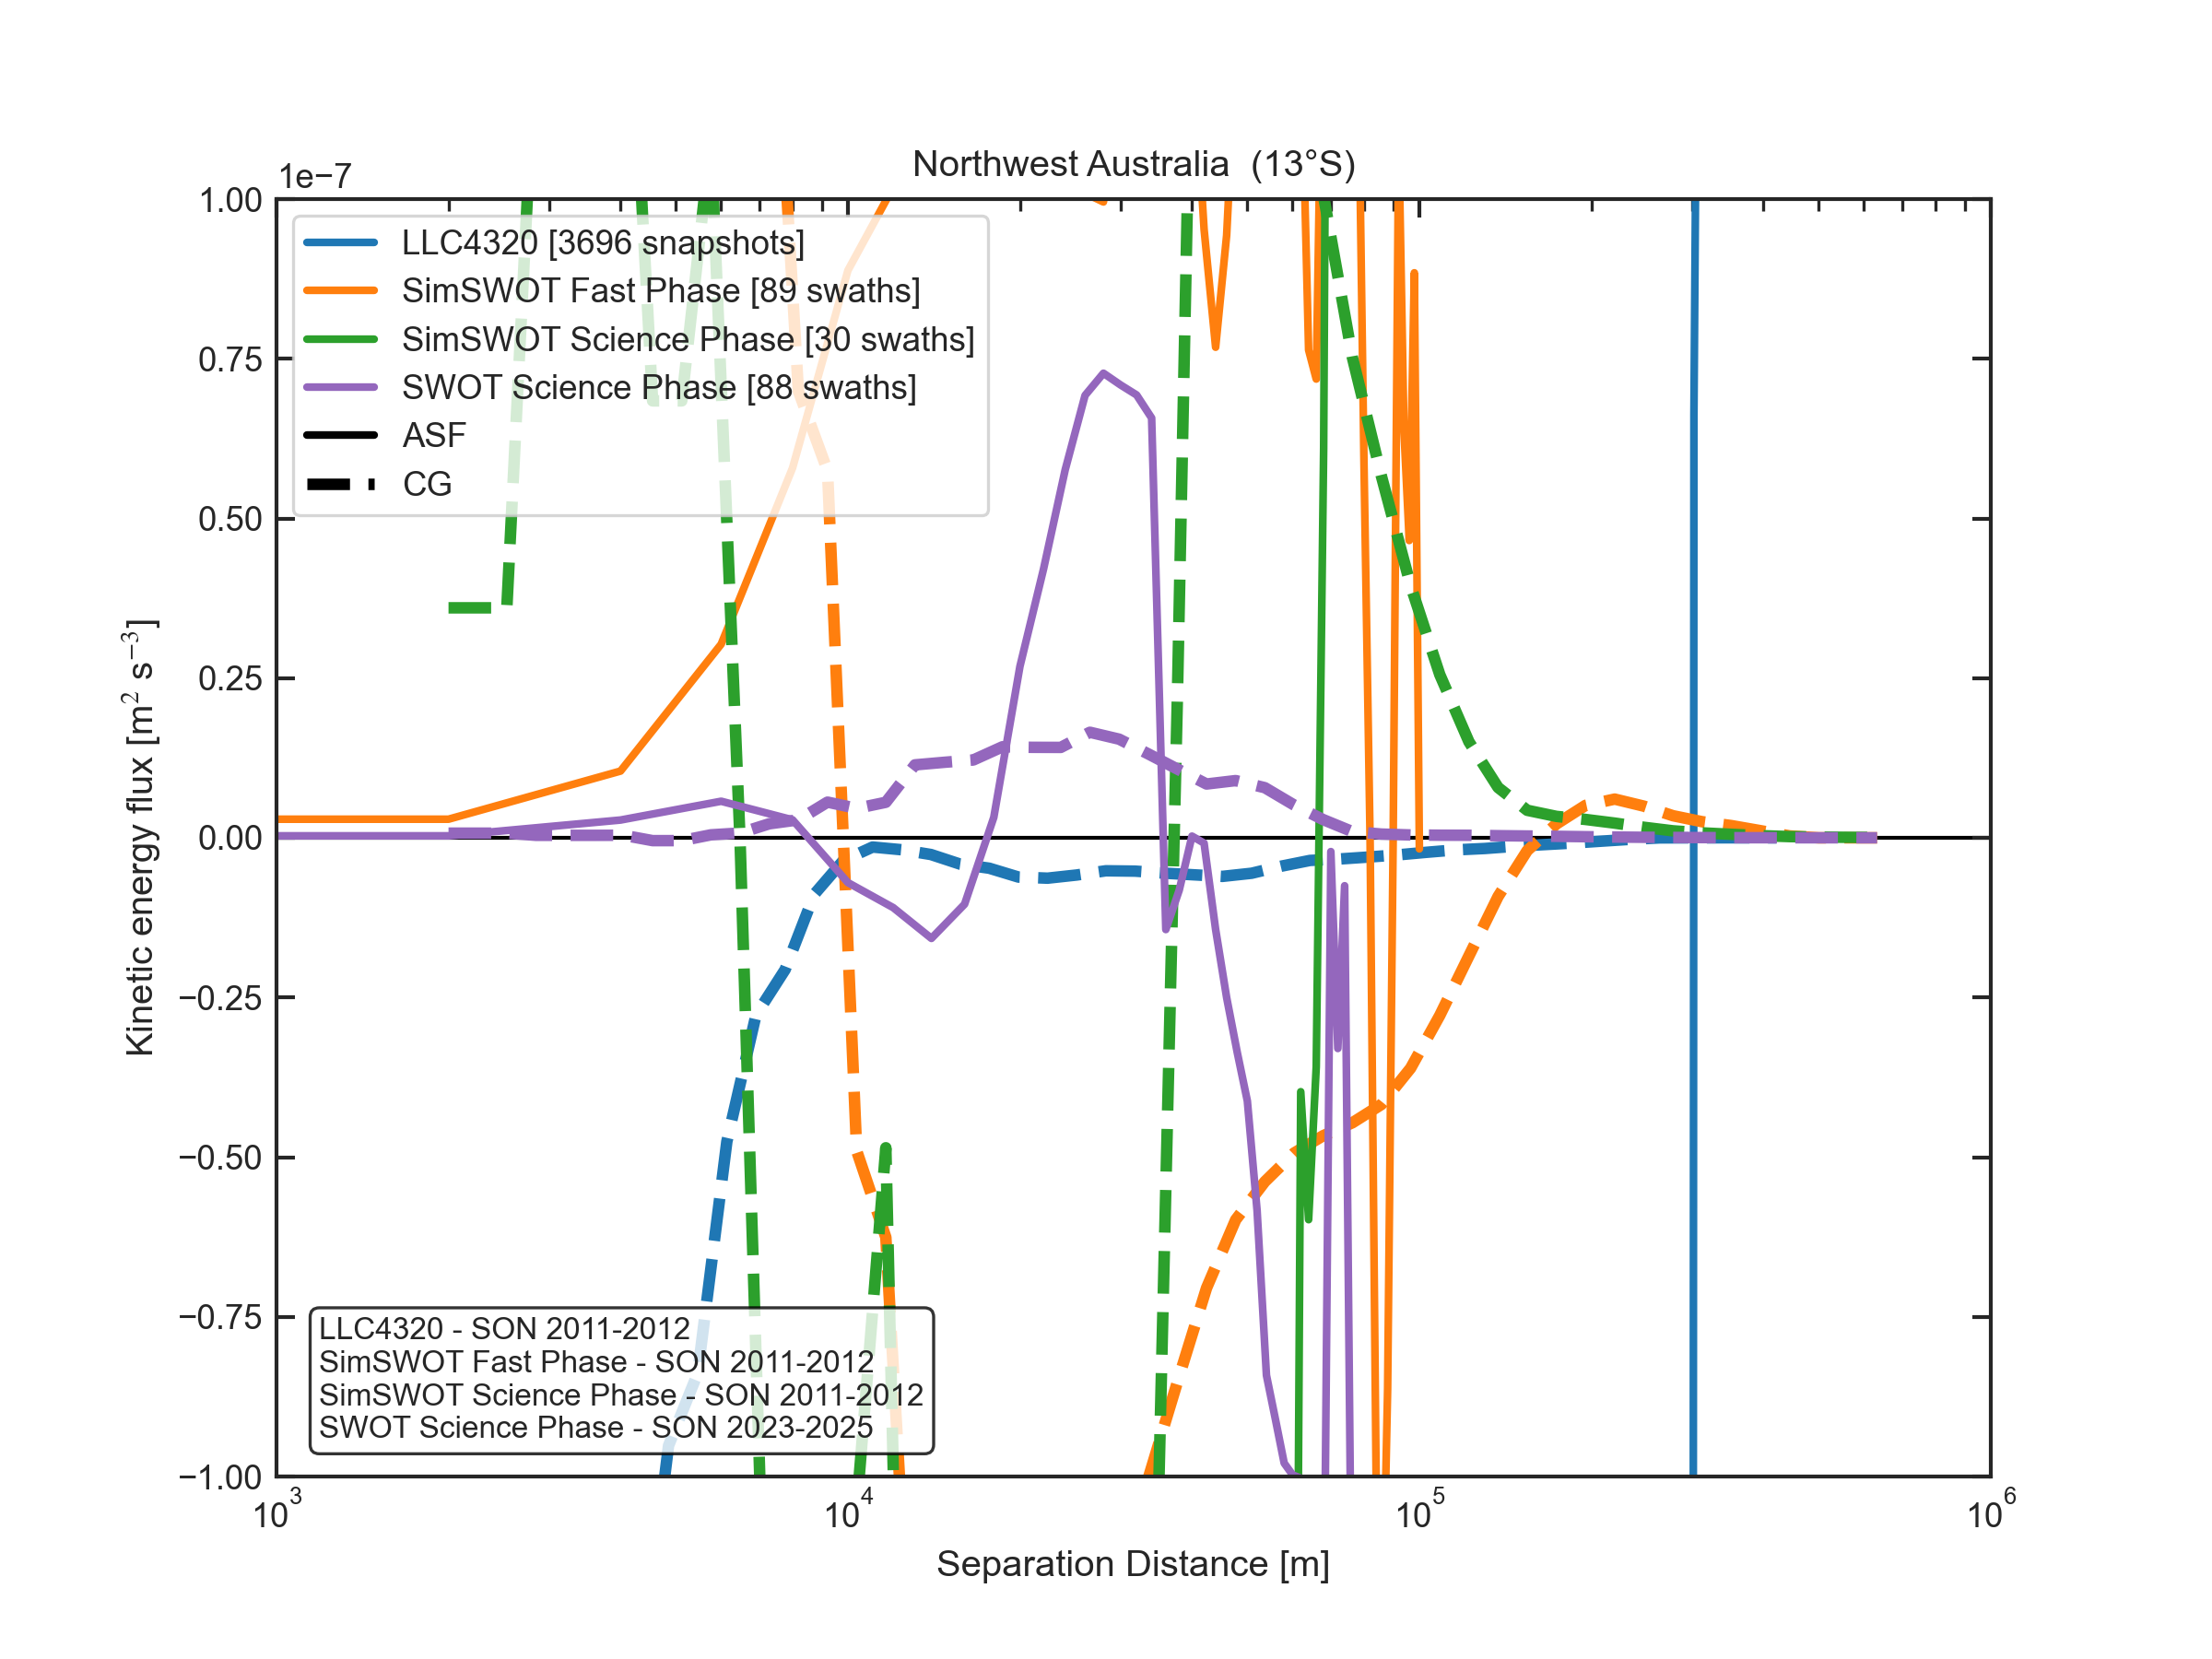 Northwest Australia (13°S)
1e−7
1.00
0.75
0.50
0.25
0.00
−0.25
−0.50
−0.75
−1.00
Kinetic energy flux [m² s⁻³]
LLC4320 [3696 snapshots]
SimSWOT Fast Phase [89 swaths]
SimSWOT Science Phase [30 swaths]
SWOT Science Phase [88 swaths]
ASF
CG
LLC4320 - SON 2011-2012
SimSWOT Fast Phase - SON 2011-2012
SimSWOT Science Phase - SON 2011-2012
SWOT Science Phase - SON 2023-2025
10³ 10⁴ 10⁵ 10⁶
Separation Distance [m]